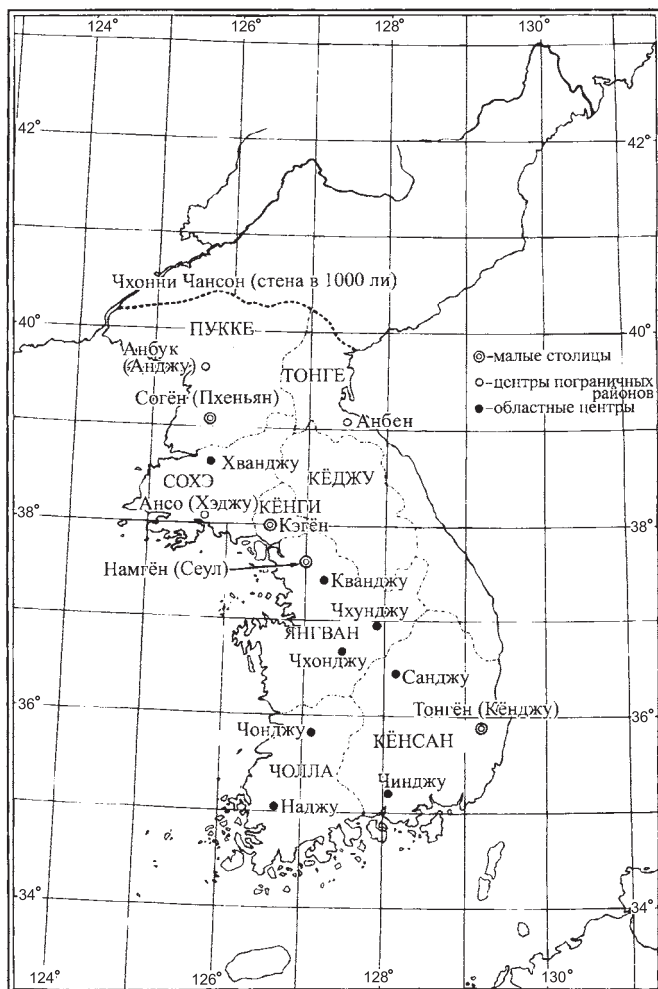 124°
126°
128°
130°
42°
42°
Чхонни Чансон (стена в 1000 ли)
40°
ПУККЕ
40°
Анбук
(Анджу)
ТОНГЕ
-малые столицы
-центры пограничных
районов
-областные центры
Согён (Пхеньян)
Анбен
Хванджу
СОХЭ
КЁДЖУ
Ансо (Хэджу)
КЁНГИ
38°
Кэгён
38°
Намгён (Сеул)
Кванджу
Чхунджу
ЯНГВАН
Чхонджу
Санджу
36°
Тонгён (Кёнджу)
36°
Чонджу
КЁНСАН
ЧОЛЛА
Чинджу
Наджу
34°
34°
124°
126°
128°
130°